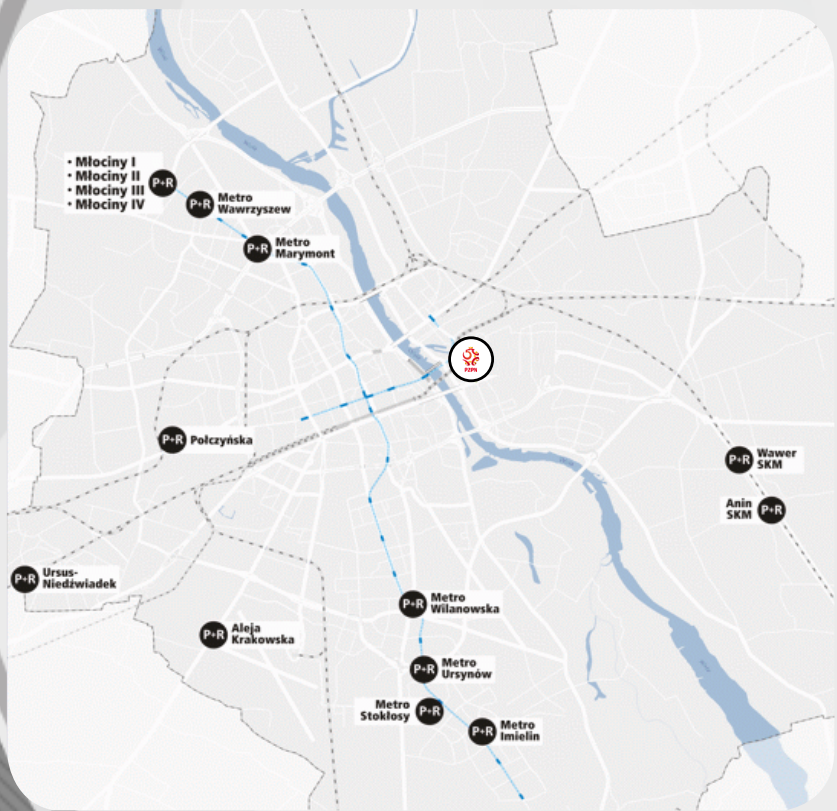 • Młociny I
• Młociny II
• Młociny III
• Młociny IV
P+R
P+R
Metro
Wawrzyszew
P+R
Metro
Marymont
PZPN
P+R
Połczyńska
P+R
Wawer
SKM
Anin
SKM
P+R
P+R
Ursus-
Niedźwiadek
P+R
Metro
Wilanowska
P+R
Aleja
Krakowska
P+R
Metro
Ursynów
Metro
Stokłosy
P+R
P+R
Metro
Imielin